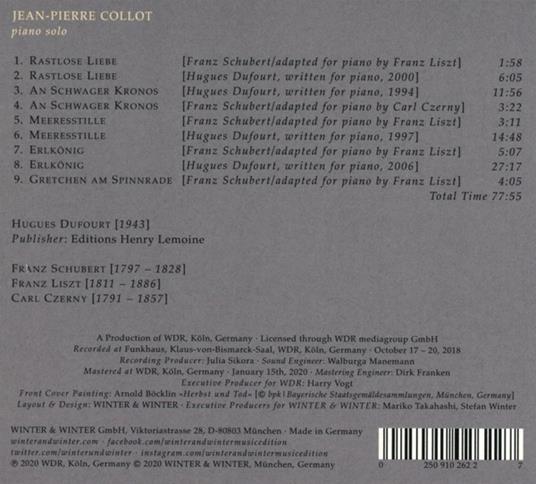 JEAN-PIERRE COLLOT
piano solo
1. Rastlose Liebe [Franz Schubert/adapted for piano by Franz Liszt] 1:58
2. Rastlose Liebe [Hugues Dufourt, written for piano, 2000] 6:05
3. An Schwager Kronos [Hugues Dufourt, written for piano, 1994] 11:56
4. An Schwager Kronos [Franz Schubert/adapted for piano by Carl Czerny] 3:22
5. Meeresstille [Franz Schubert/adapted for piano by Franz Liszt] 3:11
6. Meeresstille [Hugues Dufourt, written for piano, 1997] 14:48
7. Erlkönig [Franz Schubert/adapted for piano by Franz Liszt] 5:07
8. Erlkönig [Hugues Dufourt, written for piano, 2006] 27:17
9. Gretchen am Spinnrade [Franz Schubert/adapted for piano by Franz Liszt] 4:05
Total Time 77:55
Hugues Dufourt [1943]
Publisher: Editions Henry Lemoine
Franz Schubert [1797 – 1828]
Franz Liszt [1811 – 1886]
Carl Czerny [1791 – 1857]
A Production of WDR, Köln, Germany · Licensed through WDR mediagroup GmbH
Recorded at Funkhaus, Klaus-von-Bismarck-Saal, WDR, Köln, Germany · October 17 – 20, 2018
Recording Producer: Julia Sikora · Sound Engineer: Walburga Manemann
Mastered at WDR, Köln, Germany · January 15th, 2020 · Mastering Engineer: Dirk Franken
Executive Producer for WDR: Harry Vogt
Front Cover Painting: Arnold Böcklin »Herbst und Tod« [© bpk | Bayerische Staatsgemäldesammlungen, München, Germany]
Layout & Design: WINTER & WINTER · Executive Producers for WINTER & WINTER: Mariko Takahashi, Stefan Winter
WINTER & WINTER GmbH, Viktoriastrasse 28, D-80803 München · Made in Germany
winterandwinter.com · facebook.com/winterandwintermusicedition
twitter.com/winterundwinter · instagram.com/winterandwintermusicedition
℗ 2020 WDR, Köln, Germany © 2020 WINTER & WINTER, München, Germany
0 250910 262 2 7